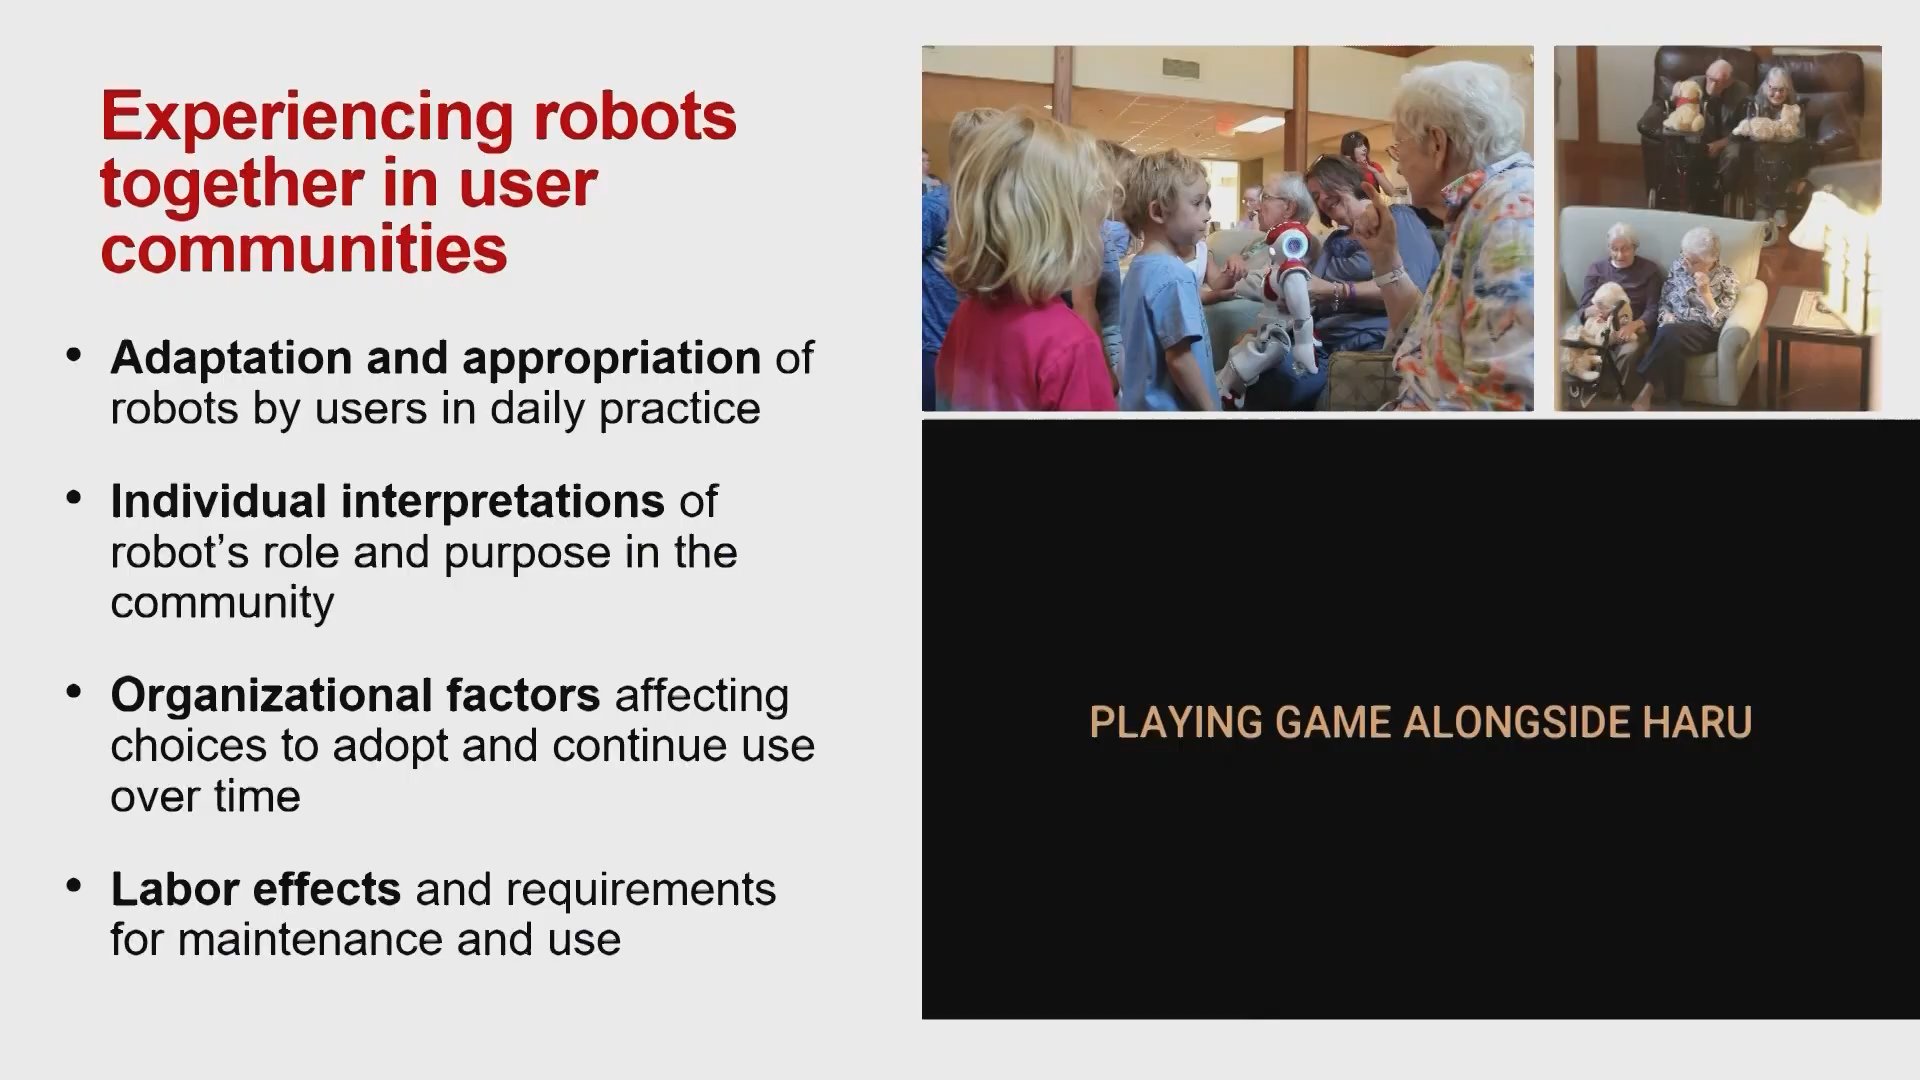 Experiencing robots
together in user
communities
• Adaptation and appropriation of
robots by users in daily practice
• Individual interpretations of
robot’s role and purpose in the
community
• Organizational factors affecting
choices to adopt and continue use
over time
• Labor effects and requirements
for maintenance and use
PLAYING GAME ALONGSIDE HARU